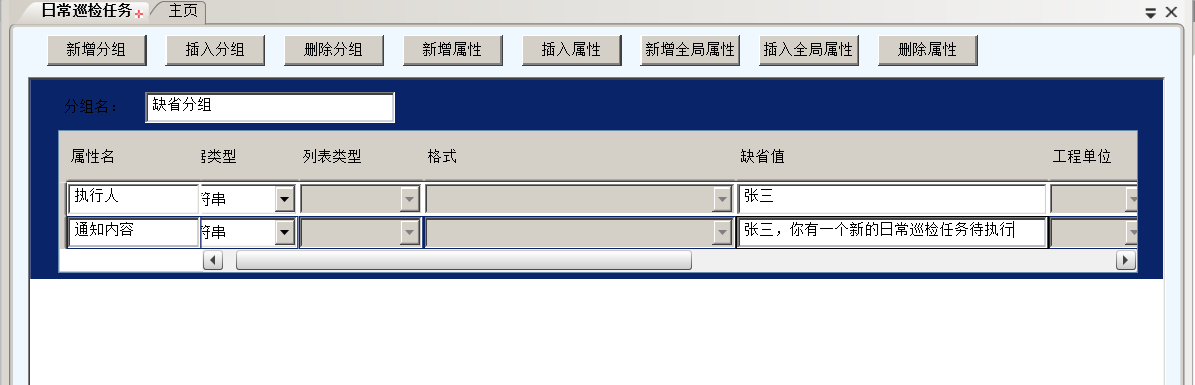 日常巡检任务 主页
新增分组 插入分组 删除分组 新增属性 插入属性 新增全局属性 插入全局属性 删除属性
分组名： 缺省分组
属性名 据类型 列表类型 格式 缺省值 工程单位
执行人 符串 张三
通知内容 符串 张三，你有一个新的日常巡检任务待执行